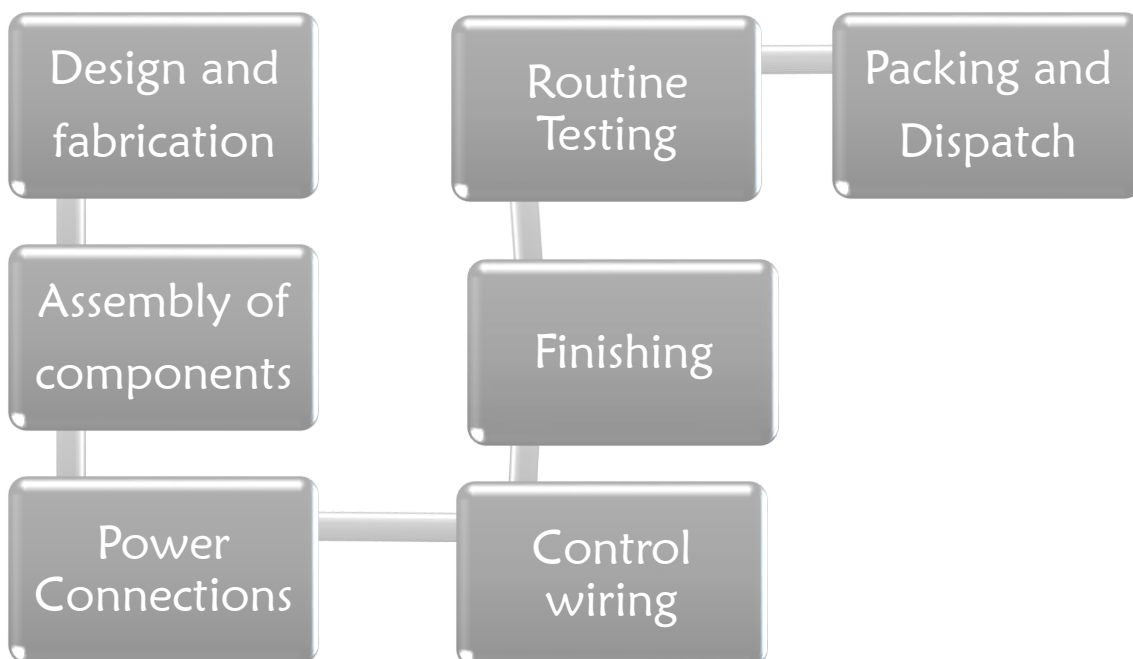 Design and
fabrication
Assembly of
components
Power
Connections
Control
wiring
Finishing
Routine
Testing
Packing and
Dispatch